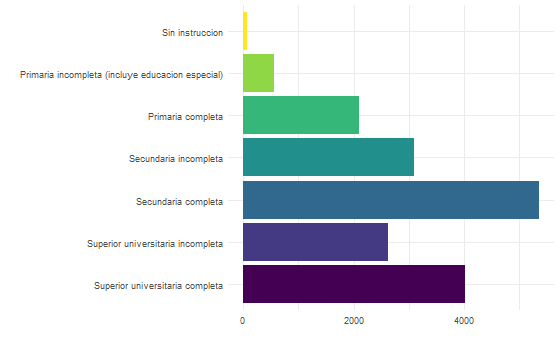 Sin instruccion
Primaria incompleta (incluye educacion especial)
Primaria completa
Secundaria incompleta
Secundaria completa
Superior universitaria incompleta
Superior universitaria completa
0 2000 4000